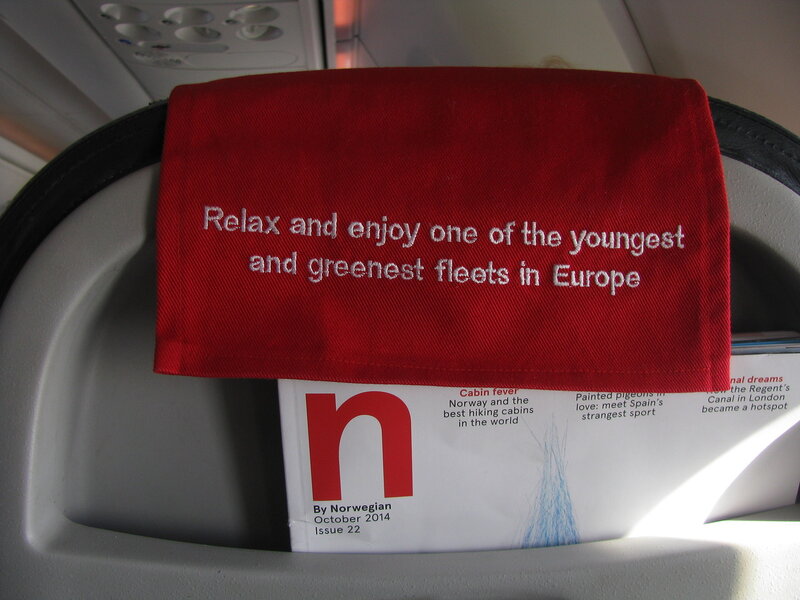 Relax and enjoy one of the youngest
and greenest fleets in Europe
n
By Norwegian
October 2014
Issue 22
Cabin fever
Norway and the
best hiking cabins
in the world
Painted pigeons in
love: meet Spain's
strangest sport
dreams
the Regent's
Canal in London
became a hotspot